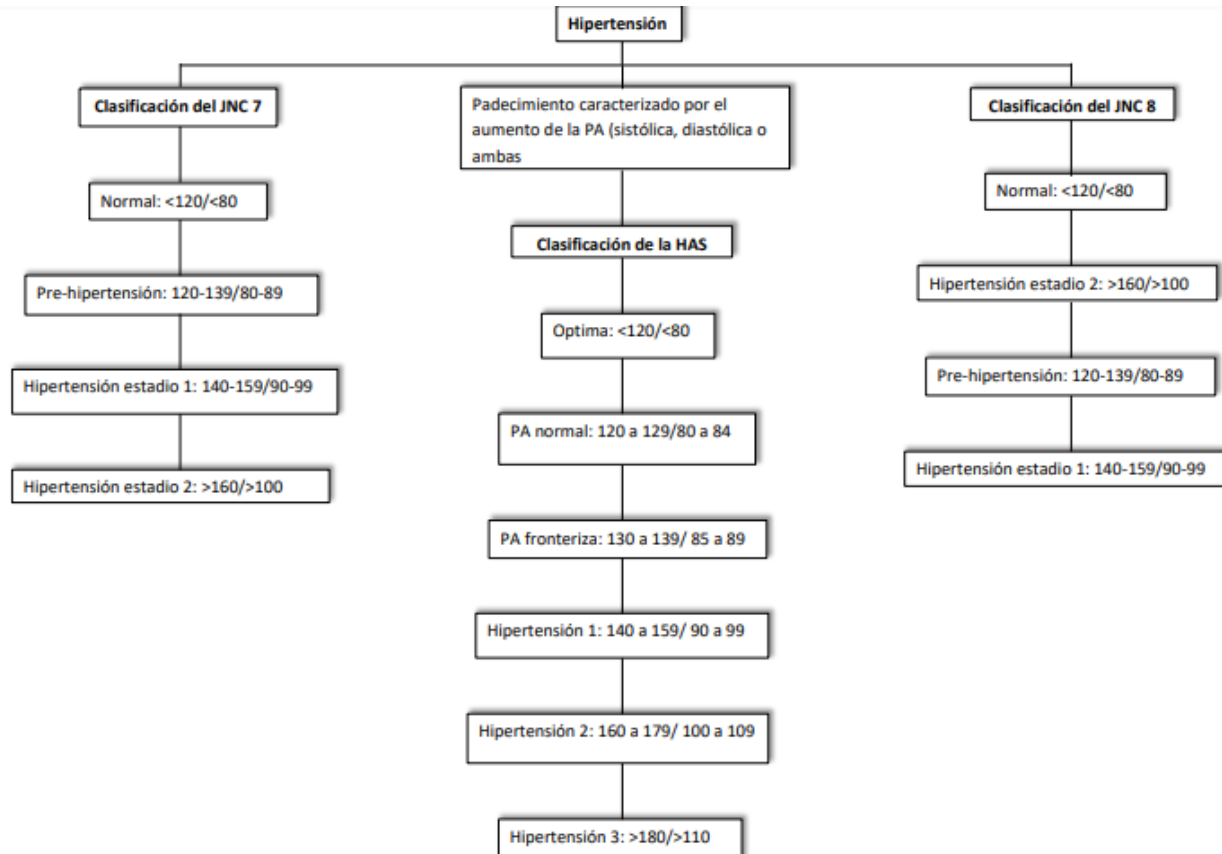 Hipertensión
Clasificación del JNC 7
Normal: <120/<80
Pre-hipertensión: 120-139/80-89
Hipertensión estadio 1: 140-159/90-99
Hipertensión estadio 2: >160/>100
Padecimiento caracterizado por el
aumento de la PA (sistólica, diastólica o
ambas
Clasificación de la HAS
Optima: <120/<80
PA normal: 120 a 129/80 a 84
PA fronteriza: 130 a 139/ 85 a 89
Hipertensión 1: 140 a 159/ 90 a 99
Hipertensión 2: 160 a 179/ 100 a 109
Hipertensión 3: >180/>110
Clasificación del JNC 8
Normal: <120/<80
Hipertensión estadio 2: >160/>100
Pre-hipertensión: 120-139/80-89
Hipertensión estadio 1: 140-159/90-99